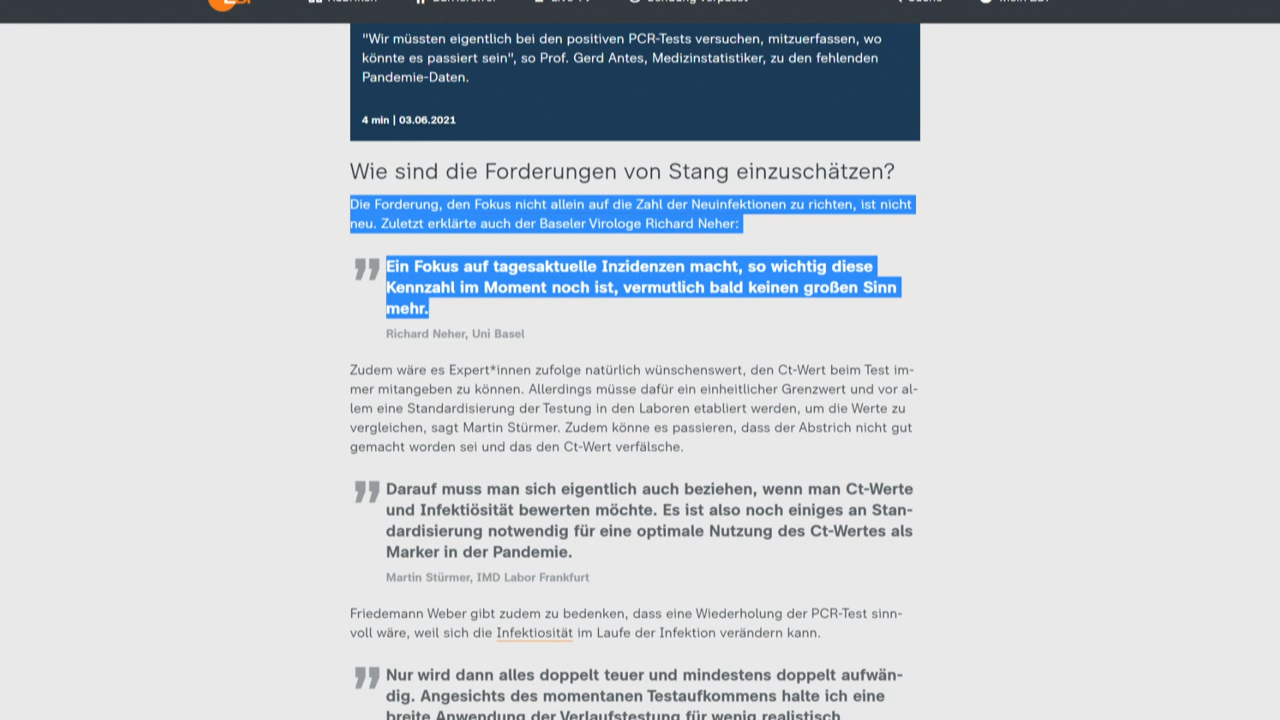 "Wir müssten eigentlich bei den positiven PCR-Tests versuchen, mitzuerfassen, wo
könnte es passiert sein", so Prof. Gerd Antes, Medizinstatistiker, zu den fehlenden
Pandemie-Daten.
4 min | 03.06.2021
Wie sind die Forderungen von Stang einzuschätzen?
Die Forderung, den Fokus nicht allein auf die Zahl der Neuinfektionen zu richten, ist nicht
neu. Zuletzt erklärte auch der Baseler Virologe Richard Neher:
Ein Fokus auf tagesaktuelle Inzidenzen macht, so wichtig diese
Kennzahl im Moment noch ist, vermutlich bald keinen großen Sinn
mehr.
Richard Neher, Uni Basel
Zudem wäre es Expert*innen zufolge natürlich wünschenswert, den Ct-Wert beim Test im-
mer mitangeben zu können. Allerdings müsse dafür ein einheitlicher Grenzwert und vor al-
lem eine Standardisierung der Testung in den Laboren etabliert werden, um die Werte zu
vergleichen, sagt Martin Stürmer. Zudem könne es passieren, dass der Abstrich nicht gut
gemacht worden sei und das den Ct-Wert verfälsche.
Darauf muss man sich eigentlich auch beziehen, wenn man Ct-Werte
und Infektiösität bewerten möchte. Es ist also noch einiges an Stan-
dardisierung notwendig für eine optimale Nutzung des Ct-Wertes als
Marker in der Pandemie.
Martin Stürmer, IMD Labor Frankfurt
Friedemann Weber gibt zudem zu bedenken, dass eine Wiederholung der PCR-Test sinn-
voll wäre, weil sich die Infektiosität im Laufe der Infektion verändern kann.
Nur wird dann alles doppelt teuer und mindestens doppelt aufwän-
dig. Angesichts des momentanen Testaufkommens halte ich eine
breite Anwendung der Verlaufstestung für wenig realistisch